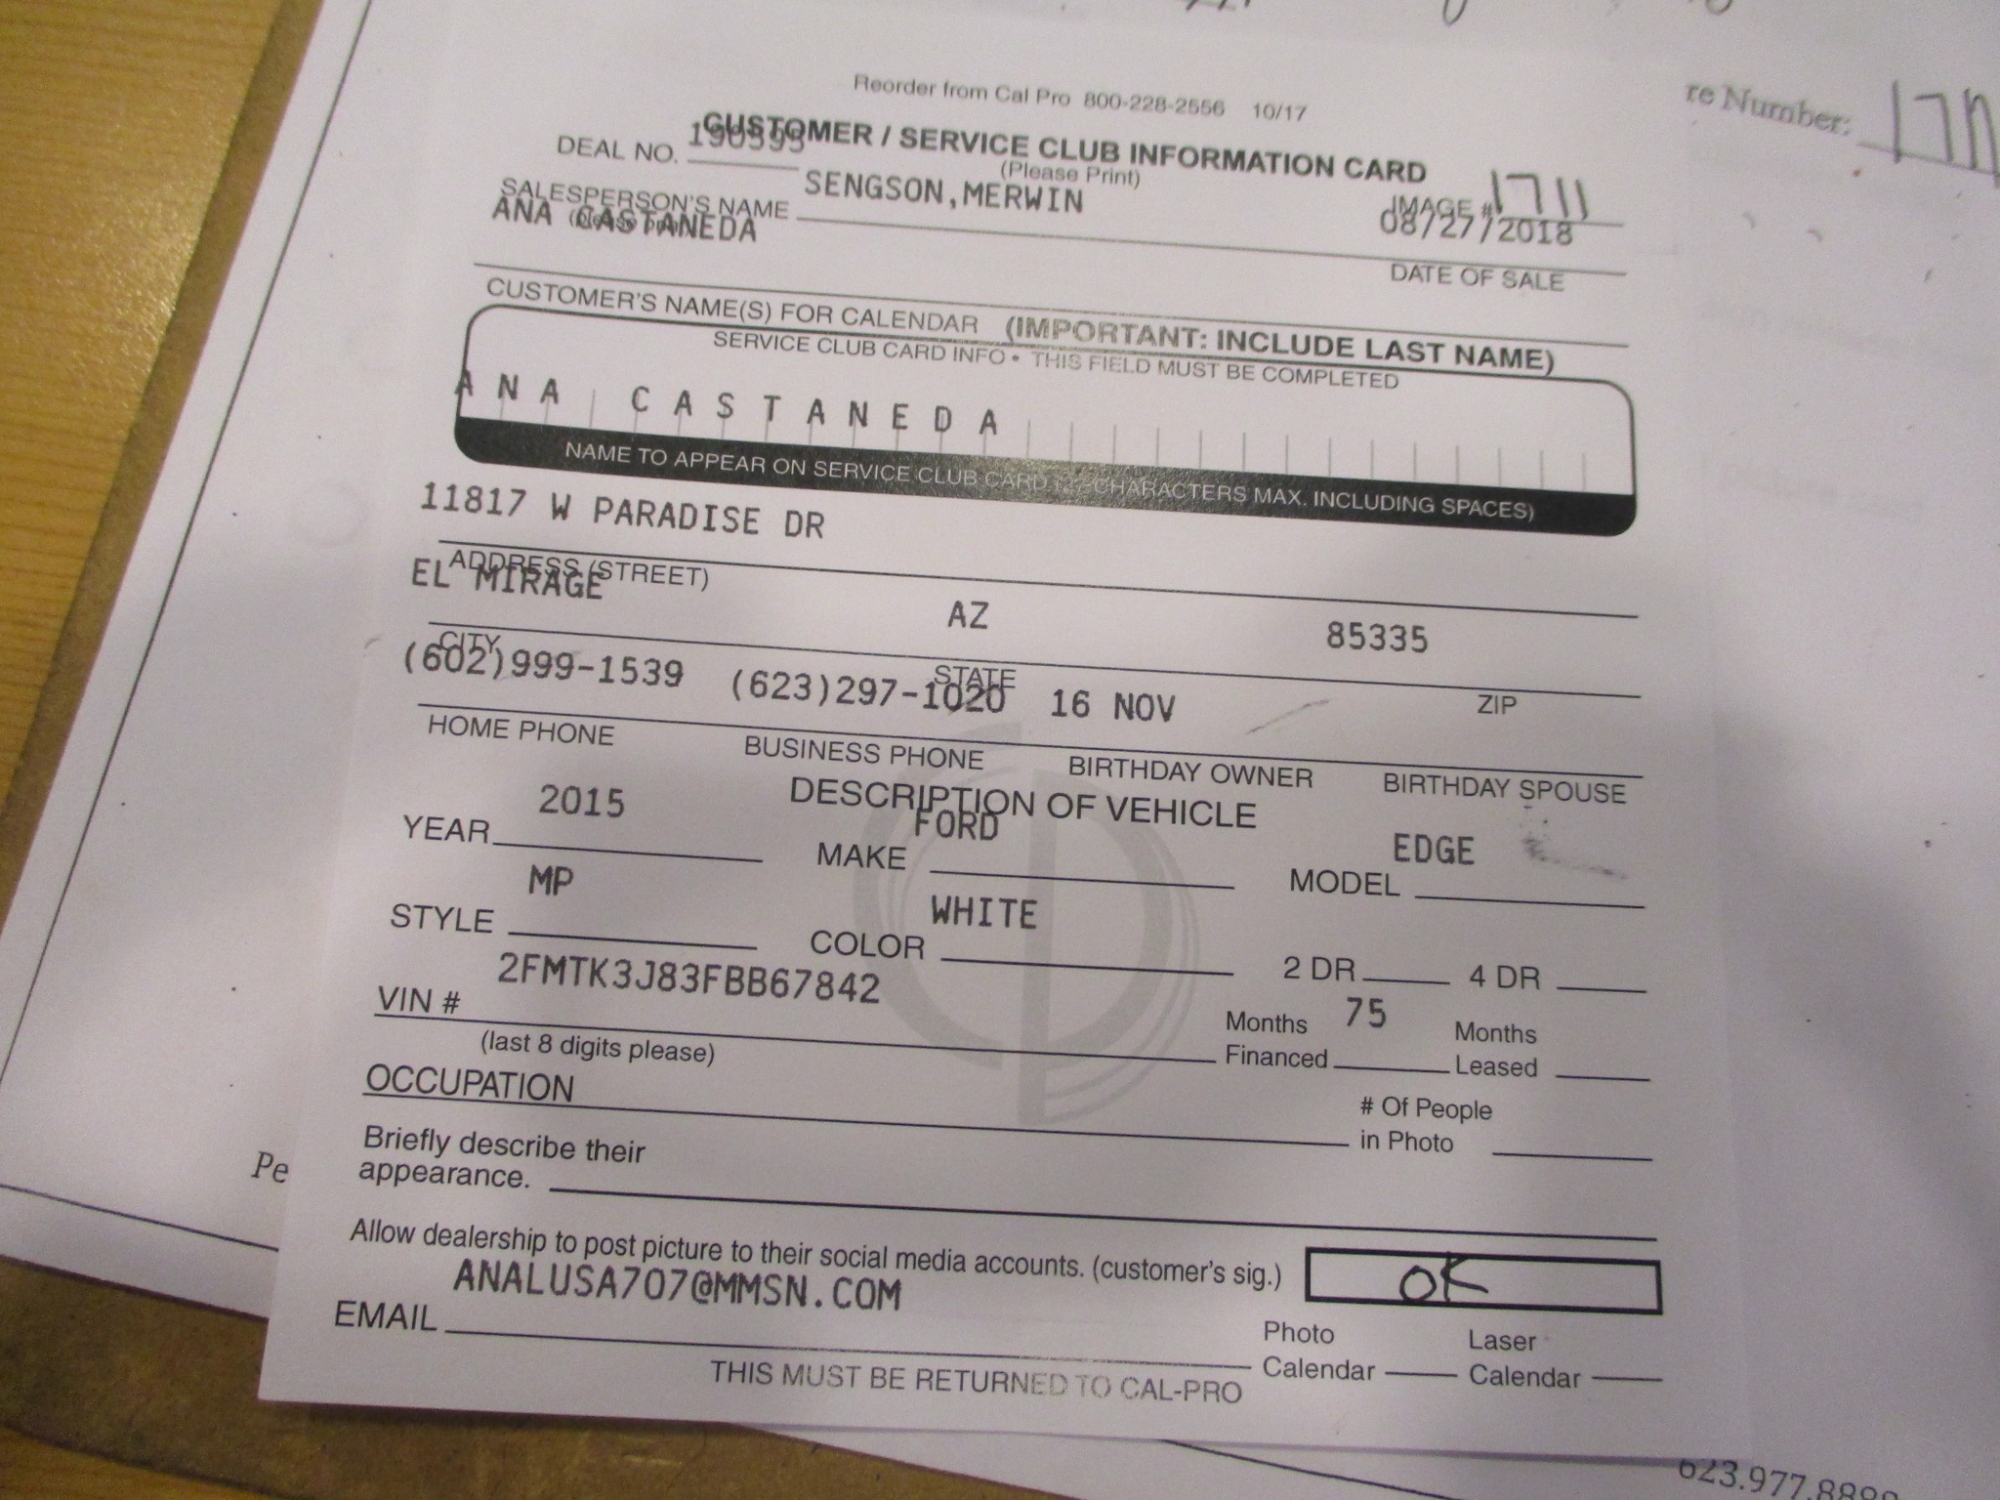 Reorder from Cal Pro 800-228-2556 10/17
re Number:
CUSTOMER / SERVICE CLUB INFORMATION CARD
(Please Print)
DEAL NO. 190595
SALESPERSON'S NAME SENGSON,MERWIN
IMAGE # 1711
ANA CASTANEDA 08/27/2018
DATE OF SALE
CUSTOMER'S NAME(S) FOR CALENDAR (IMPORTANT: INCLUDE LAST NAME)
SERVICE CLUB CARD INFO • THIS FIELD MUST BE COMPLETED
ANA CASTANEDA
NAME TO APPEAR ON SERVICE CLUB CARD CHARACTERS MAX. INCLUDING SPACES)
11817 W PARADISE DR
ADDRESS (STREET)
EL MIRAGE AZ 85335
CITY STATE ZIP
(602)999-1539 (623)297-1020 16 NOV
HOME PHONE BUSINESS PHONE BIRTHDAY OWNER BIRTHDAY SPOUSE
DESCRIPTION OF VEHICLE
YEAR 2015 MAKE FORD MODEL EDGE
STYLE MP COLOR WHITE 2 DR 4 DR
VIN # 2FMTK3J83FBB67842
(last 8 digits please)
Months Financed 75 Months Leased
OCCUPATION
# Of People in Photo
Briefly describe their
appearance.
Pe
Allow dealership to post picture to their social media accounts. (customer's sig.) OK
EMAIL ANALUSA707@MMSN.COM
Photo Calendar Laser Calendar
THIS MUST BE RETURNED TO CAL-PRO